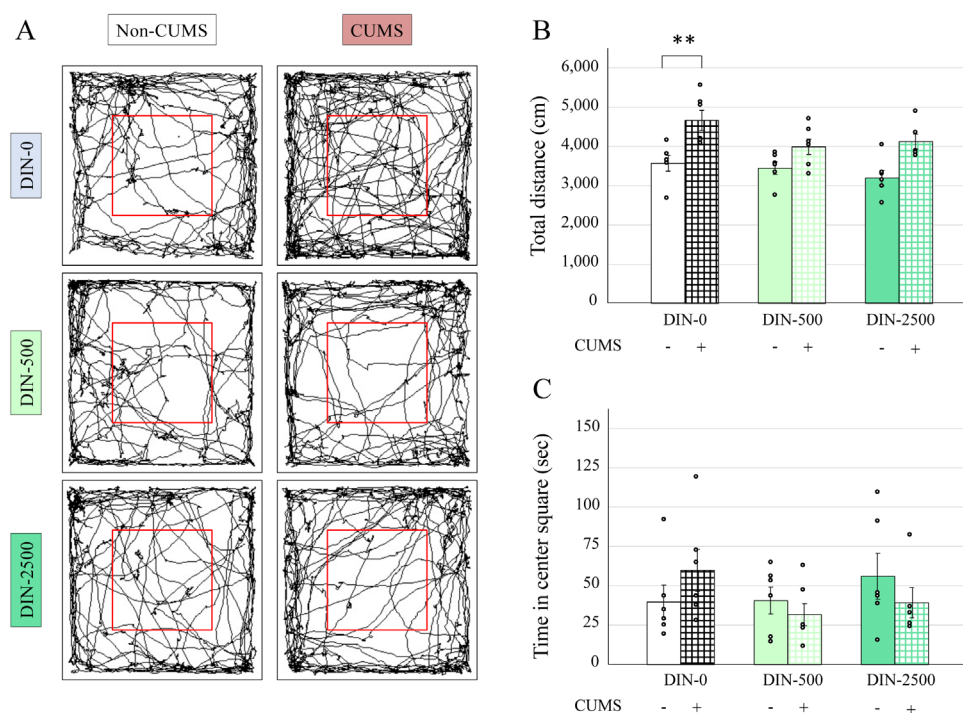 A
Non-CUMS
CUMS
DIN-0
DIN-500
DIN-2500
B
**
Total distance (cm)
6,000
5,000
4,000
3,000
2,000
1,000
0
DIN-0
DIN-500
DIN-2500
CUMS - + - + - +
C
Time in center square (sec)
150
125
100
75
50
25
0
DIN-0
DIN-500
DIN-2500
CUMS - + - + - +